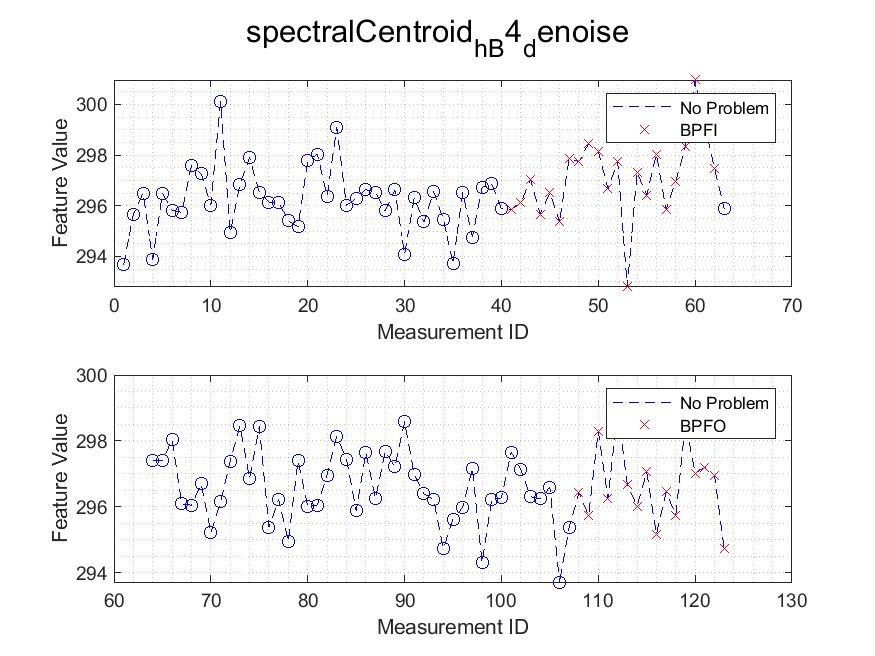 spectralCentroid_hB4_denoise
300
298
296
294
Feature Value
No Problem
BPFI
0 10 20 30 40 50 60 70
Measurement ID
300
298
296
294
Feature Value
No Problem
BPFO
60 70 80 90 100 110 120 130
Measurement ID